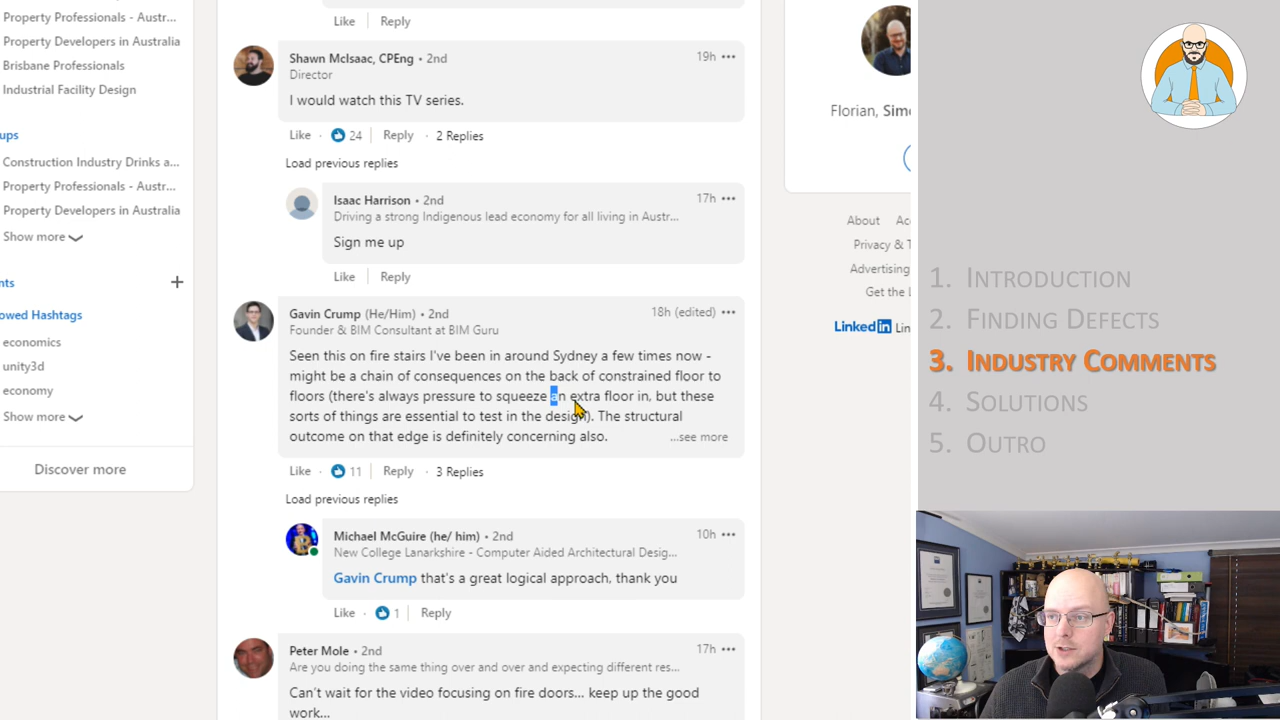 Property Professionals - Austr...
Property Developers in Australia
Brisbane Professionals
Industrial Facility Design
ups
Construction Industry Drinks a...
Property Professionals - Austr...
Property Developers in Australia
Show more
nts
owed Hashtags
economics
unity3d
economy
Show more
Discover more
Like Reply
Shawn McIsaac, CPEng • 2nd 19h
Director
I would watch this TV series.
Like · 24 Reply · 2 Replies
Load previous replies
Isaac Harrison • 2nd 17h
Driving a strong Indigenous lead economy for all living in Austr...
Sign me up
Like Reply
Gavin Crump (He/Him) • 2nd 18h (edited)
Founder & BIM Consultant at BIM Guru
Seen this on fire stairs I've been in around Sydney a few times now -
might be a chain of consequences on the back of constrained floor to
floors (there's always pressure to squeeze an extra floor in, but these
sorts of things are essential to test in the design). The structural
outcome on that edge is definitely concerning also. ...see more
Like · 11 Reply · 3 Replies
Load previous replies
Michael McGuire (he/ him) • 2nd 10h
New College Lanarkshire - Computer Aided Architectural Desig...
Gavin Crump that's a great logical approach, thank you
Like · 1 Reply
Peter Mole • 2nd 17h
Are you doing the same thing over and over and expecting different res...
Can't wait for the video focusing on fire doors... keep up the good
work...
Florian, Sim
About Ac
Privacy & T
Advertising
Get the L
LinkedIn Lin
1. Introduction
2. Finding Defects
3. Industry Comments
4. Solutions
5. Outro